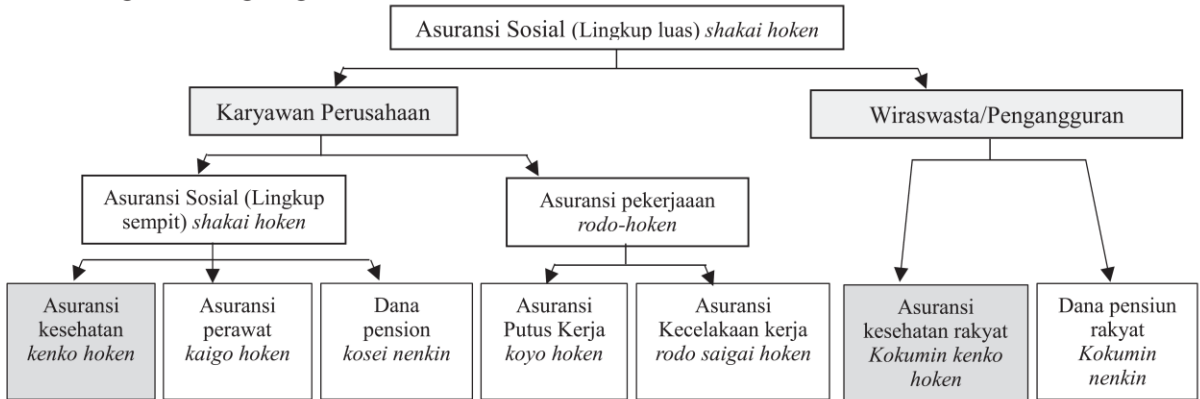 Asuransi Sosial (Lingkup luas) shakai hoken
Karyawan Perusahaan
Wiraswasta/Pengangguran
Asuransi Sosial (Lingkup
sempit) shakai hoken
Asuransi pekerjaaan
rodo-hoken
Asuransi
kesehatan
kenko hoken
Asuransi
perawat
kaigo hoken
Dana
pension
kosei nenkin
Asuransi
Putus Kerja
koyo hoken
Asuransi
Kecelakaan kerja
rodo saigai hoken
Asuransi
kesehatan rakyat
Kokumin kenko
hoken
Dana pensiun
rakyat
Kokumin
nenkin